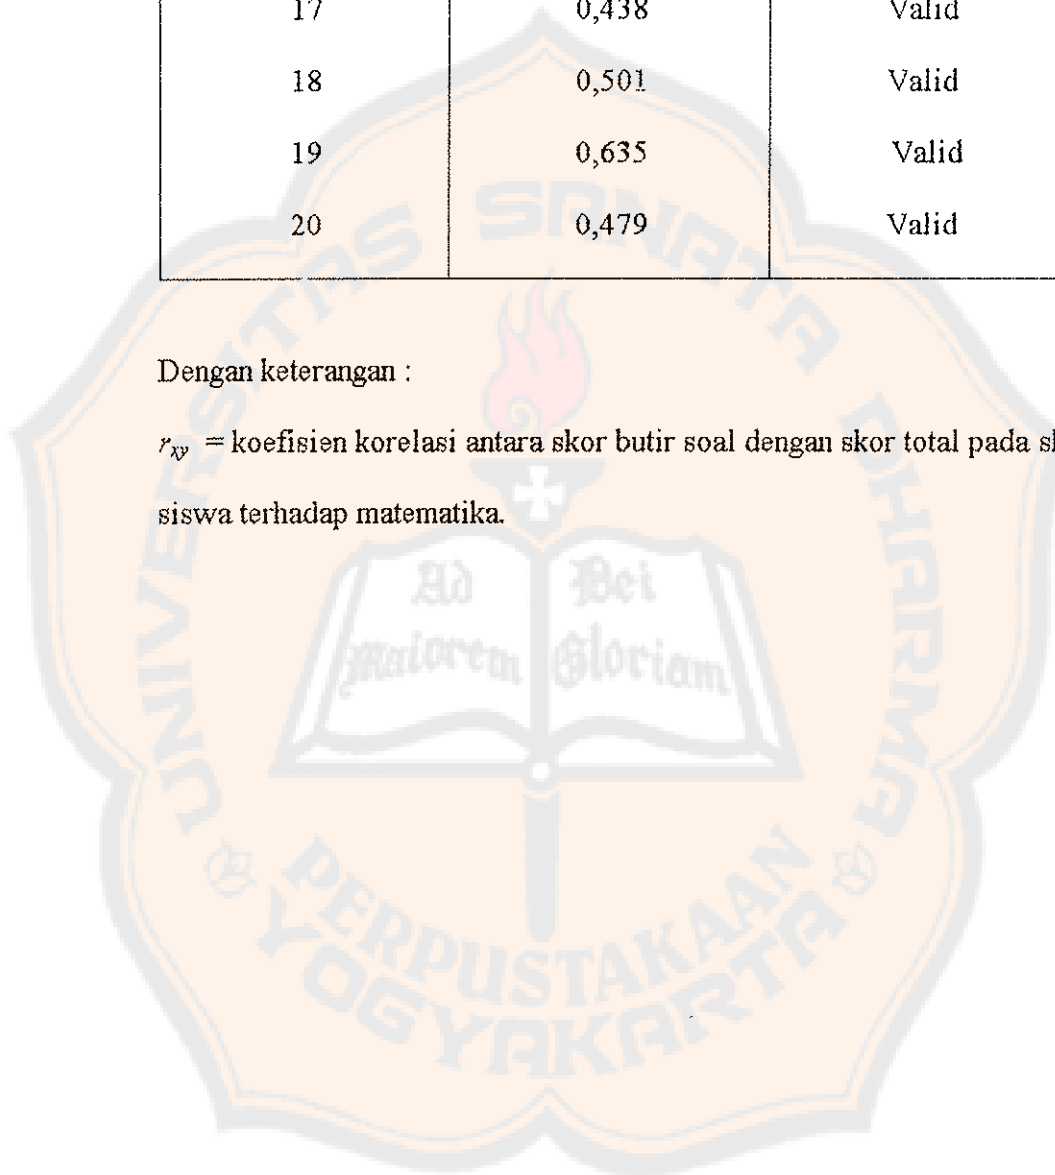 17 0,438 Valid
18 0,501 Valid
19 0,635 Valid
20 0,479 Valid
Dengan keterangan :
rxy = koefisien korelasi antara skor butir soal dengan skor total pada
siswa terhadap matematika.
UNIVERSITAS SANATA DHARMA
Ad Dei
Maiorem Gloriam
PERPUSTAKAAN
YOGYAKARTA